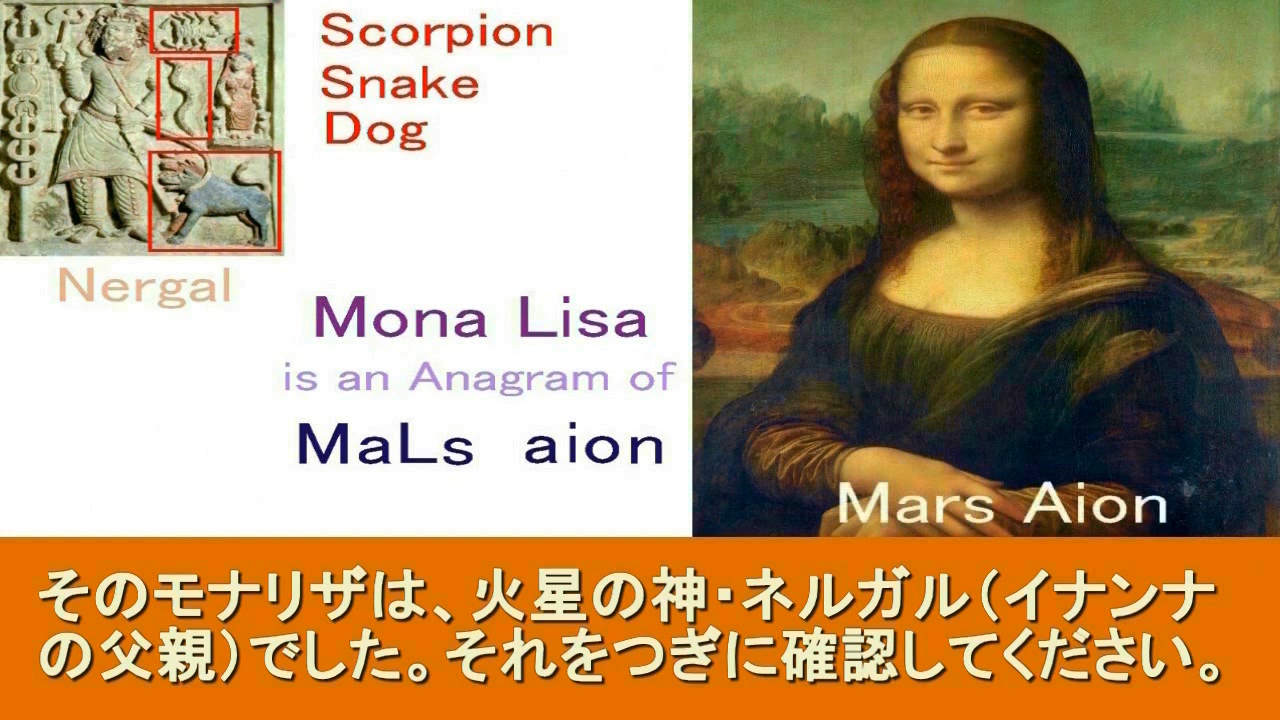 Scorpion
Snake
Dog
Nergal
Mona Lisa
is an Anagram of
MaLs aion
Mars Aion
そのモナリザは、火星の神・ネルガル（イナンナ
の父親）でした。それをつぎに確認してください。